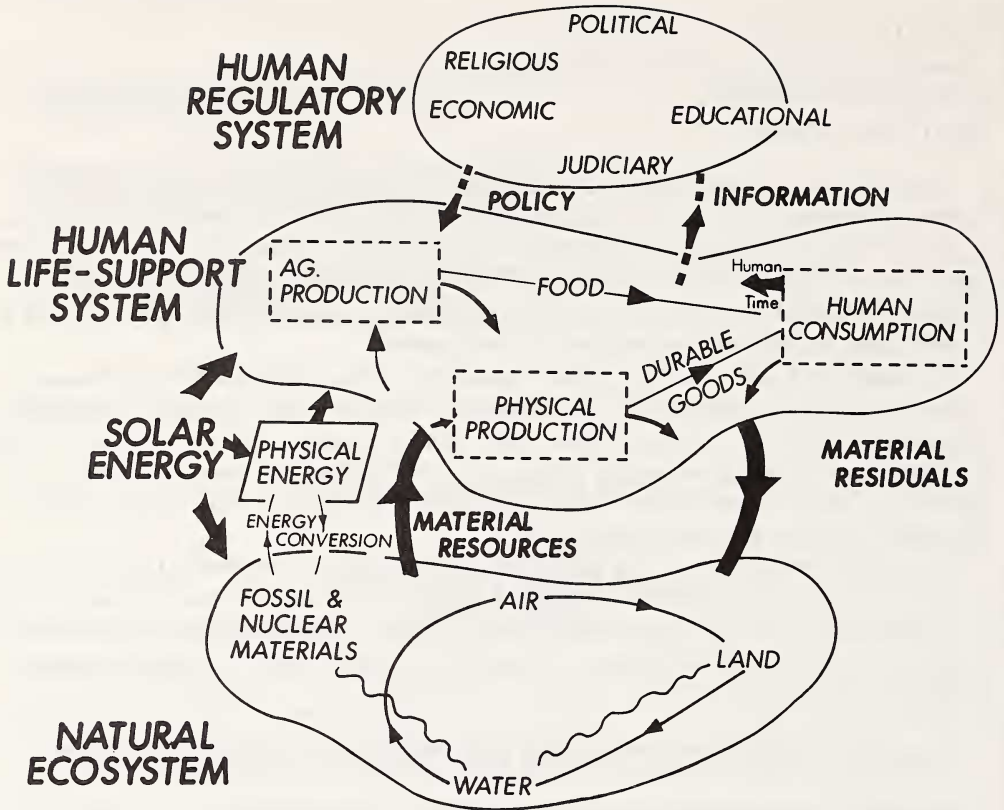 POLITICAL
HUMAN
REGULATORY
SYSTEM
RELIGIOUS
ECONOMIC
EDUCATIONAL
JUDICIARY
POLICY
INFORMATION
HUMAN
LIFE-SUPPORT
SYSTEM
AG.
PRODUCTION
FOOD
Human
Time
HUMAN
CONSUMPTION
DURABLE
GOODS
PHYSICAL
PRODUCTION
SOLAR
ENERGY
PHYSICAL
ENERGY
MATERIAL
RESIDUALS
ENERGY
CONVERSION
MATERIAL
RESOURCES
FOSSIL &
NUCLEAR
MATERIALS
AIR
LAND
NATURAL
ECOSYSTEM
WATER